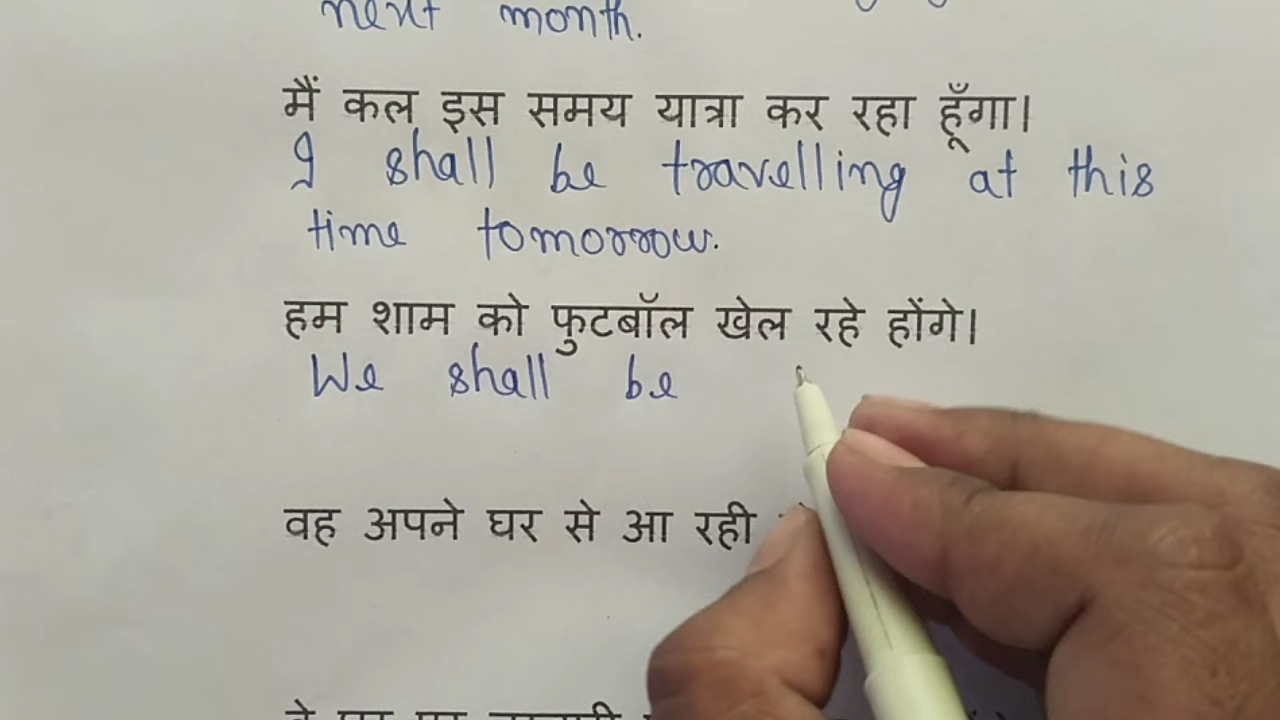 next month.
मैं कल इस समय यात्रा कर रहा हूँगा।
I shall be travelling at this
time tomorrow.
हम शाम को फुटबॉल खेल रहे होंगे।
We shall be
वह अपने घर से आ रही